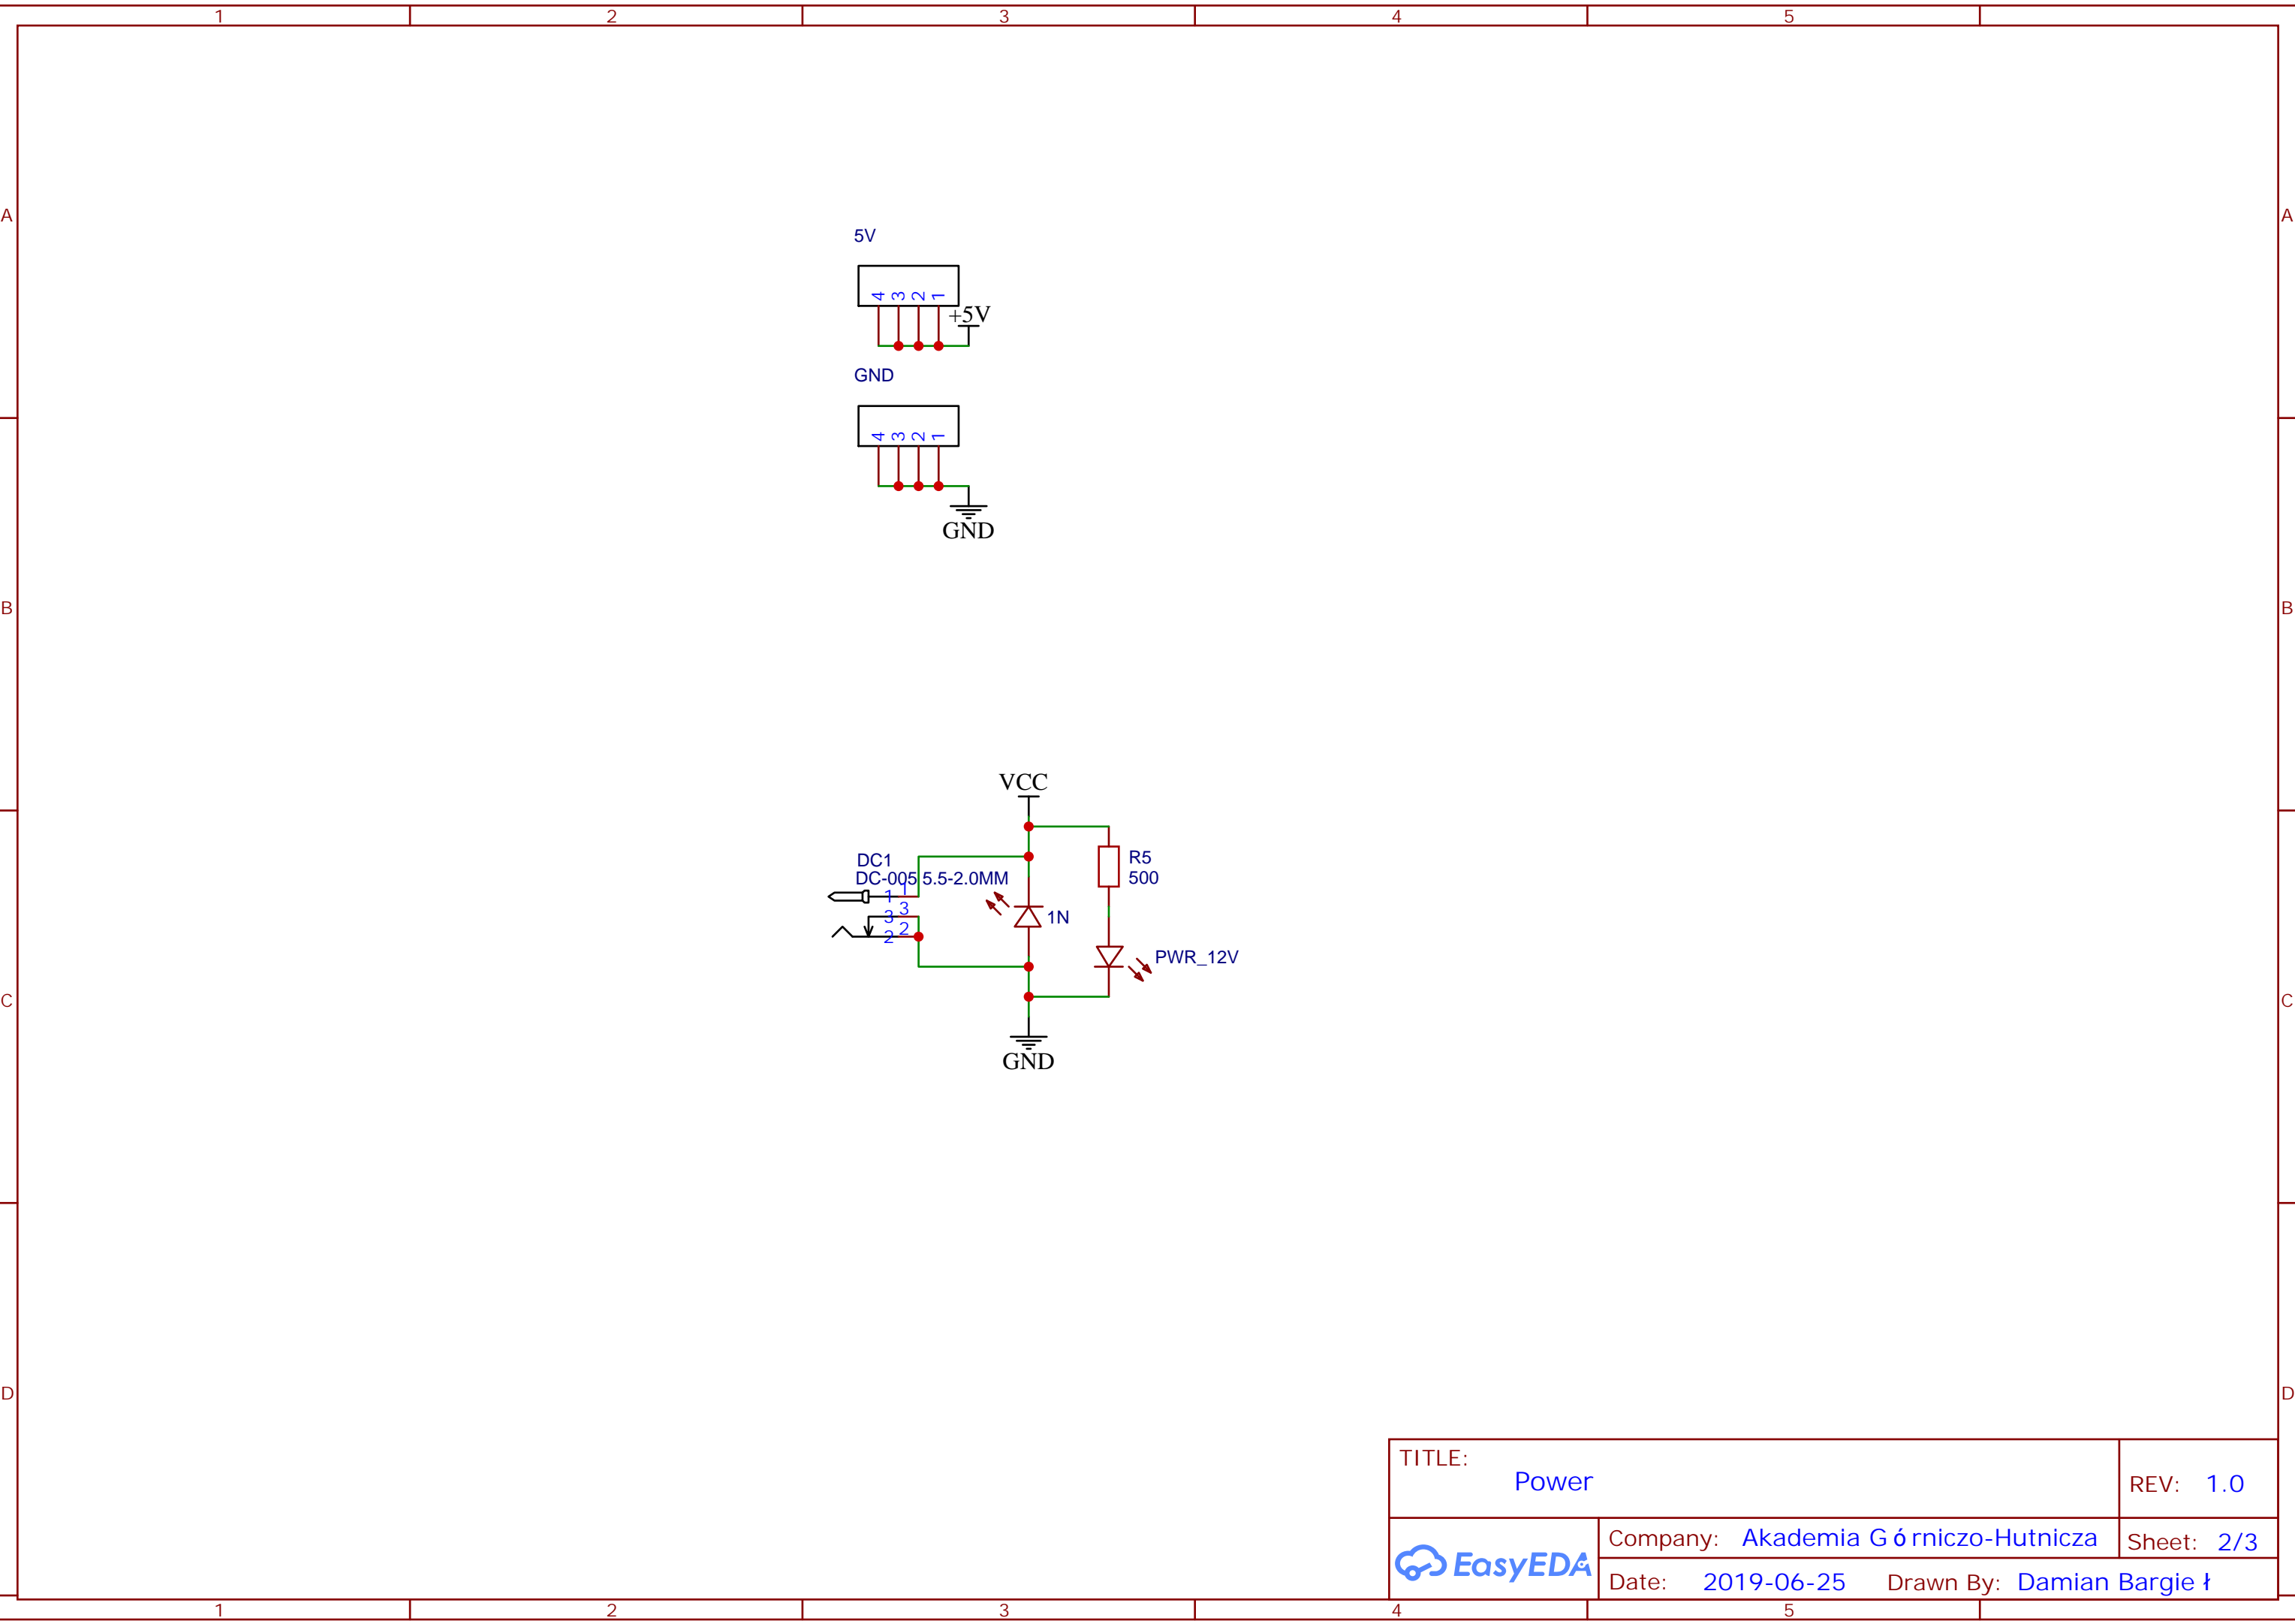 1 2 3 4 5
A A
5V
4 3 2 1
+5V
GND
4 3 2 1
GND
B B
VCC
DC1
DC-005 5.5-2.0MM
R5
500
1 1
3 3
2 2
1N
PWR_12V
C C
GND
D D
TITLE:
Power
REV: 1.0
EasyEDA
Company: Akademia Górniczo-Hutnicza
Sheet: 2/3
Date: 2019-06-25 Drawn By: Damian Bargieł
1 2 3 4 5